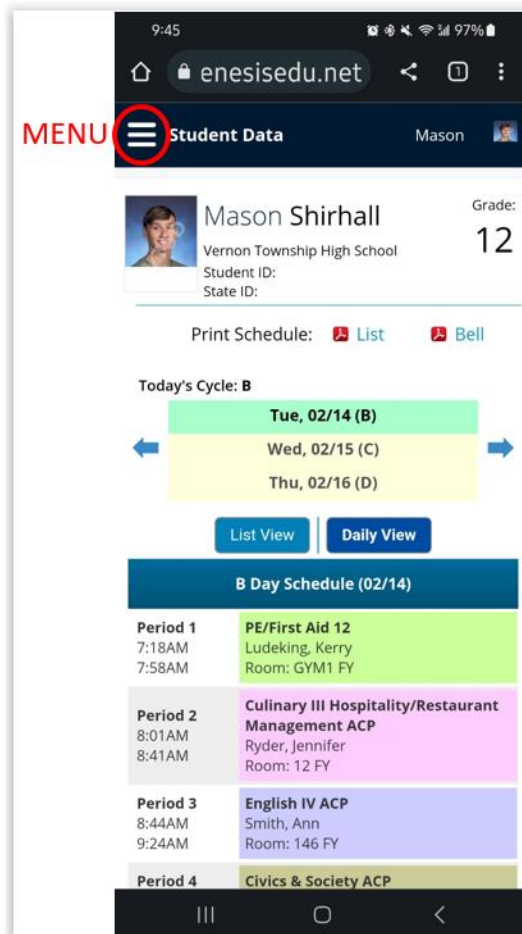 9:45
97%
enesisedu.net
1
MENU
Student Data
Mason
Mason Shirhall
Grade:
12
Vernon Township High School
Student ID:
State ID:
Print Schedule:
List
Bell
Today's Cycle: B
Tue, 02/14 (B)
Wed, 02/15 (C)
Thu, 02/16 (D)
List View
Daily View
B Day Schedule (02/14)
Period 1
7:18AM
7:58AM
PE/First Aid 12
Ludeking, Kerry
Room: GYM1 FY
Period 2
8:01AM
8:41AM
Culinary III Hospitality/Restaurant
Management ACP
Ryder, Jennifer
Room: 12 FY
Period 3
8:44AM
9:24AM
English IV ACP
Smith, Ann
Room: 146 FY
Period 4
Civics & Society ACP